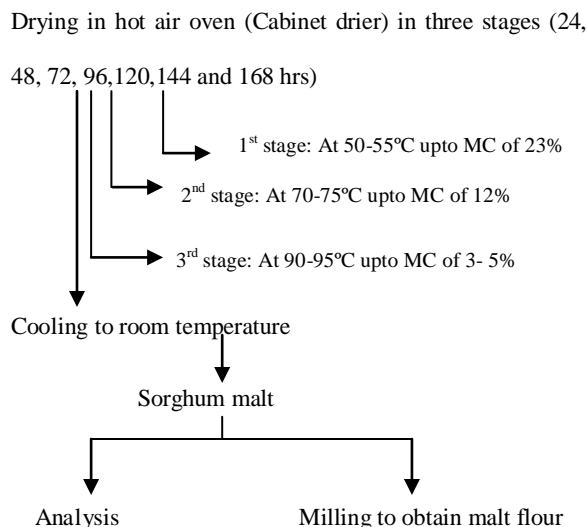 Drying in hot air oven (Cabinet drier) in three stages (24,
48, 72, 96,120,144 and 168 hrs)
1st stage: At 50-55ºC upto MC of 23%
2nd stage: At 70-75ºC upto MC of 12%
3rd stage: At 90-95ºC upto MC of 3- 5%
Cooling to room temperature
Sorghum malt
Analysis Milling to obtain malt flour